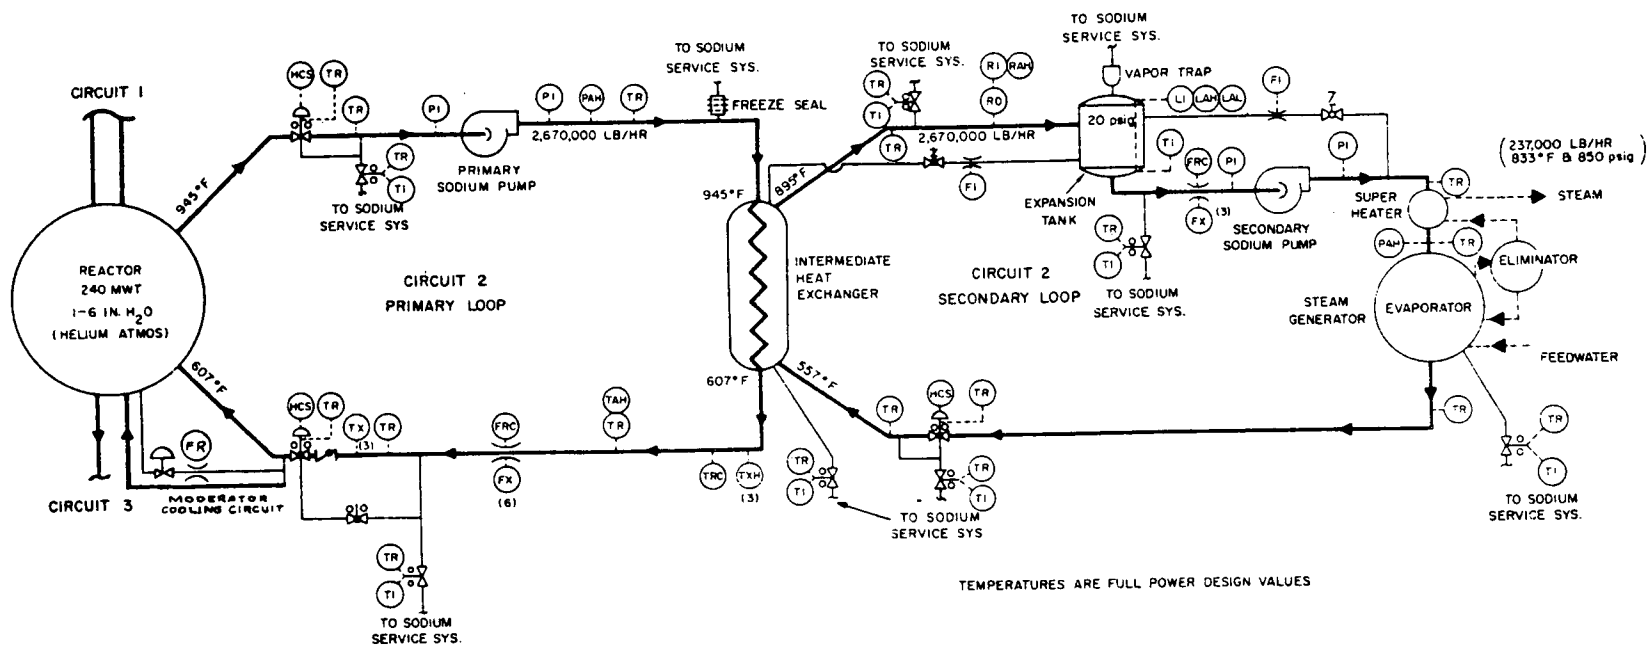 CIRCUIT 1
HCS
TR
TR
TR
TI
TO SODIUM
SERVICE SYS
945°F
PI
PRIMARY
SODIUM PUMP
PI
PAH
TR
2,670,000 LB/HR
TO SODIUM
SERVICE SYS.
FREEZE SEAL
REACTOR
240 MWT
1-6 IN. H2O
(HELIUM ATMOS)
CIRCUIT 2
PRIMARY LOOP
945°F
INTERMEDIATE
HEAT
EXCHANGER
607°F
607°F
HCS
TR
TX
(3)
TR
FRC
FX
(6)
TAH
TR
TRC
TXH
(3)
FR
MODERATOR
COOLING CIRCUIT
CIRCUIT 3
TR
TI
TO SODIUM
SERVICE SYS.
TO SODIUM
SERVICE SYS.
TR
TI
TR
RI
RAH
RD
2,670,000 LB/HR
895°F
FI
TO SODIUM
SERVICE SYS.
VAPOR TRAP
20 psig
LI
LAH
LAL
TI
EXPANSION
TANK
FI
FRC
FX
(3)
PI
SECONDARY
SODIUM PUMP
PI
TR
TI
TO SODIUM
SERVICE SYS.
CIRCUIT 2
SECONDARY LOOP
(237,000 LB/HR
833°F & 850 psig)
TR
SUPER
HEATER
STEAM
PAH
TR
ELIMINATOR
STEAM
GENERATOR
EVAPORATOR
FEEDWATER
TR
TR
TI
TO SODIUM
SERVICE SYS.
557°F
TR
HCS
TR
TR
TI
TR
TI
TO SODIUM
SERVICE SYS
TEMPERATURES ARE FULL POWER DESIGN VALUES